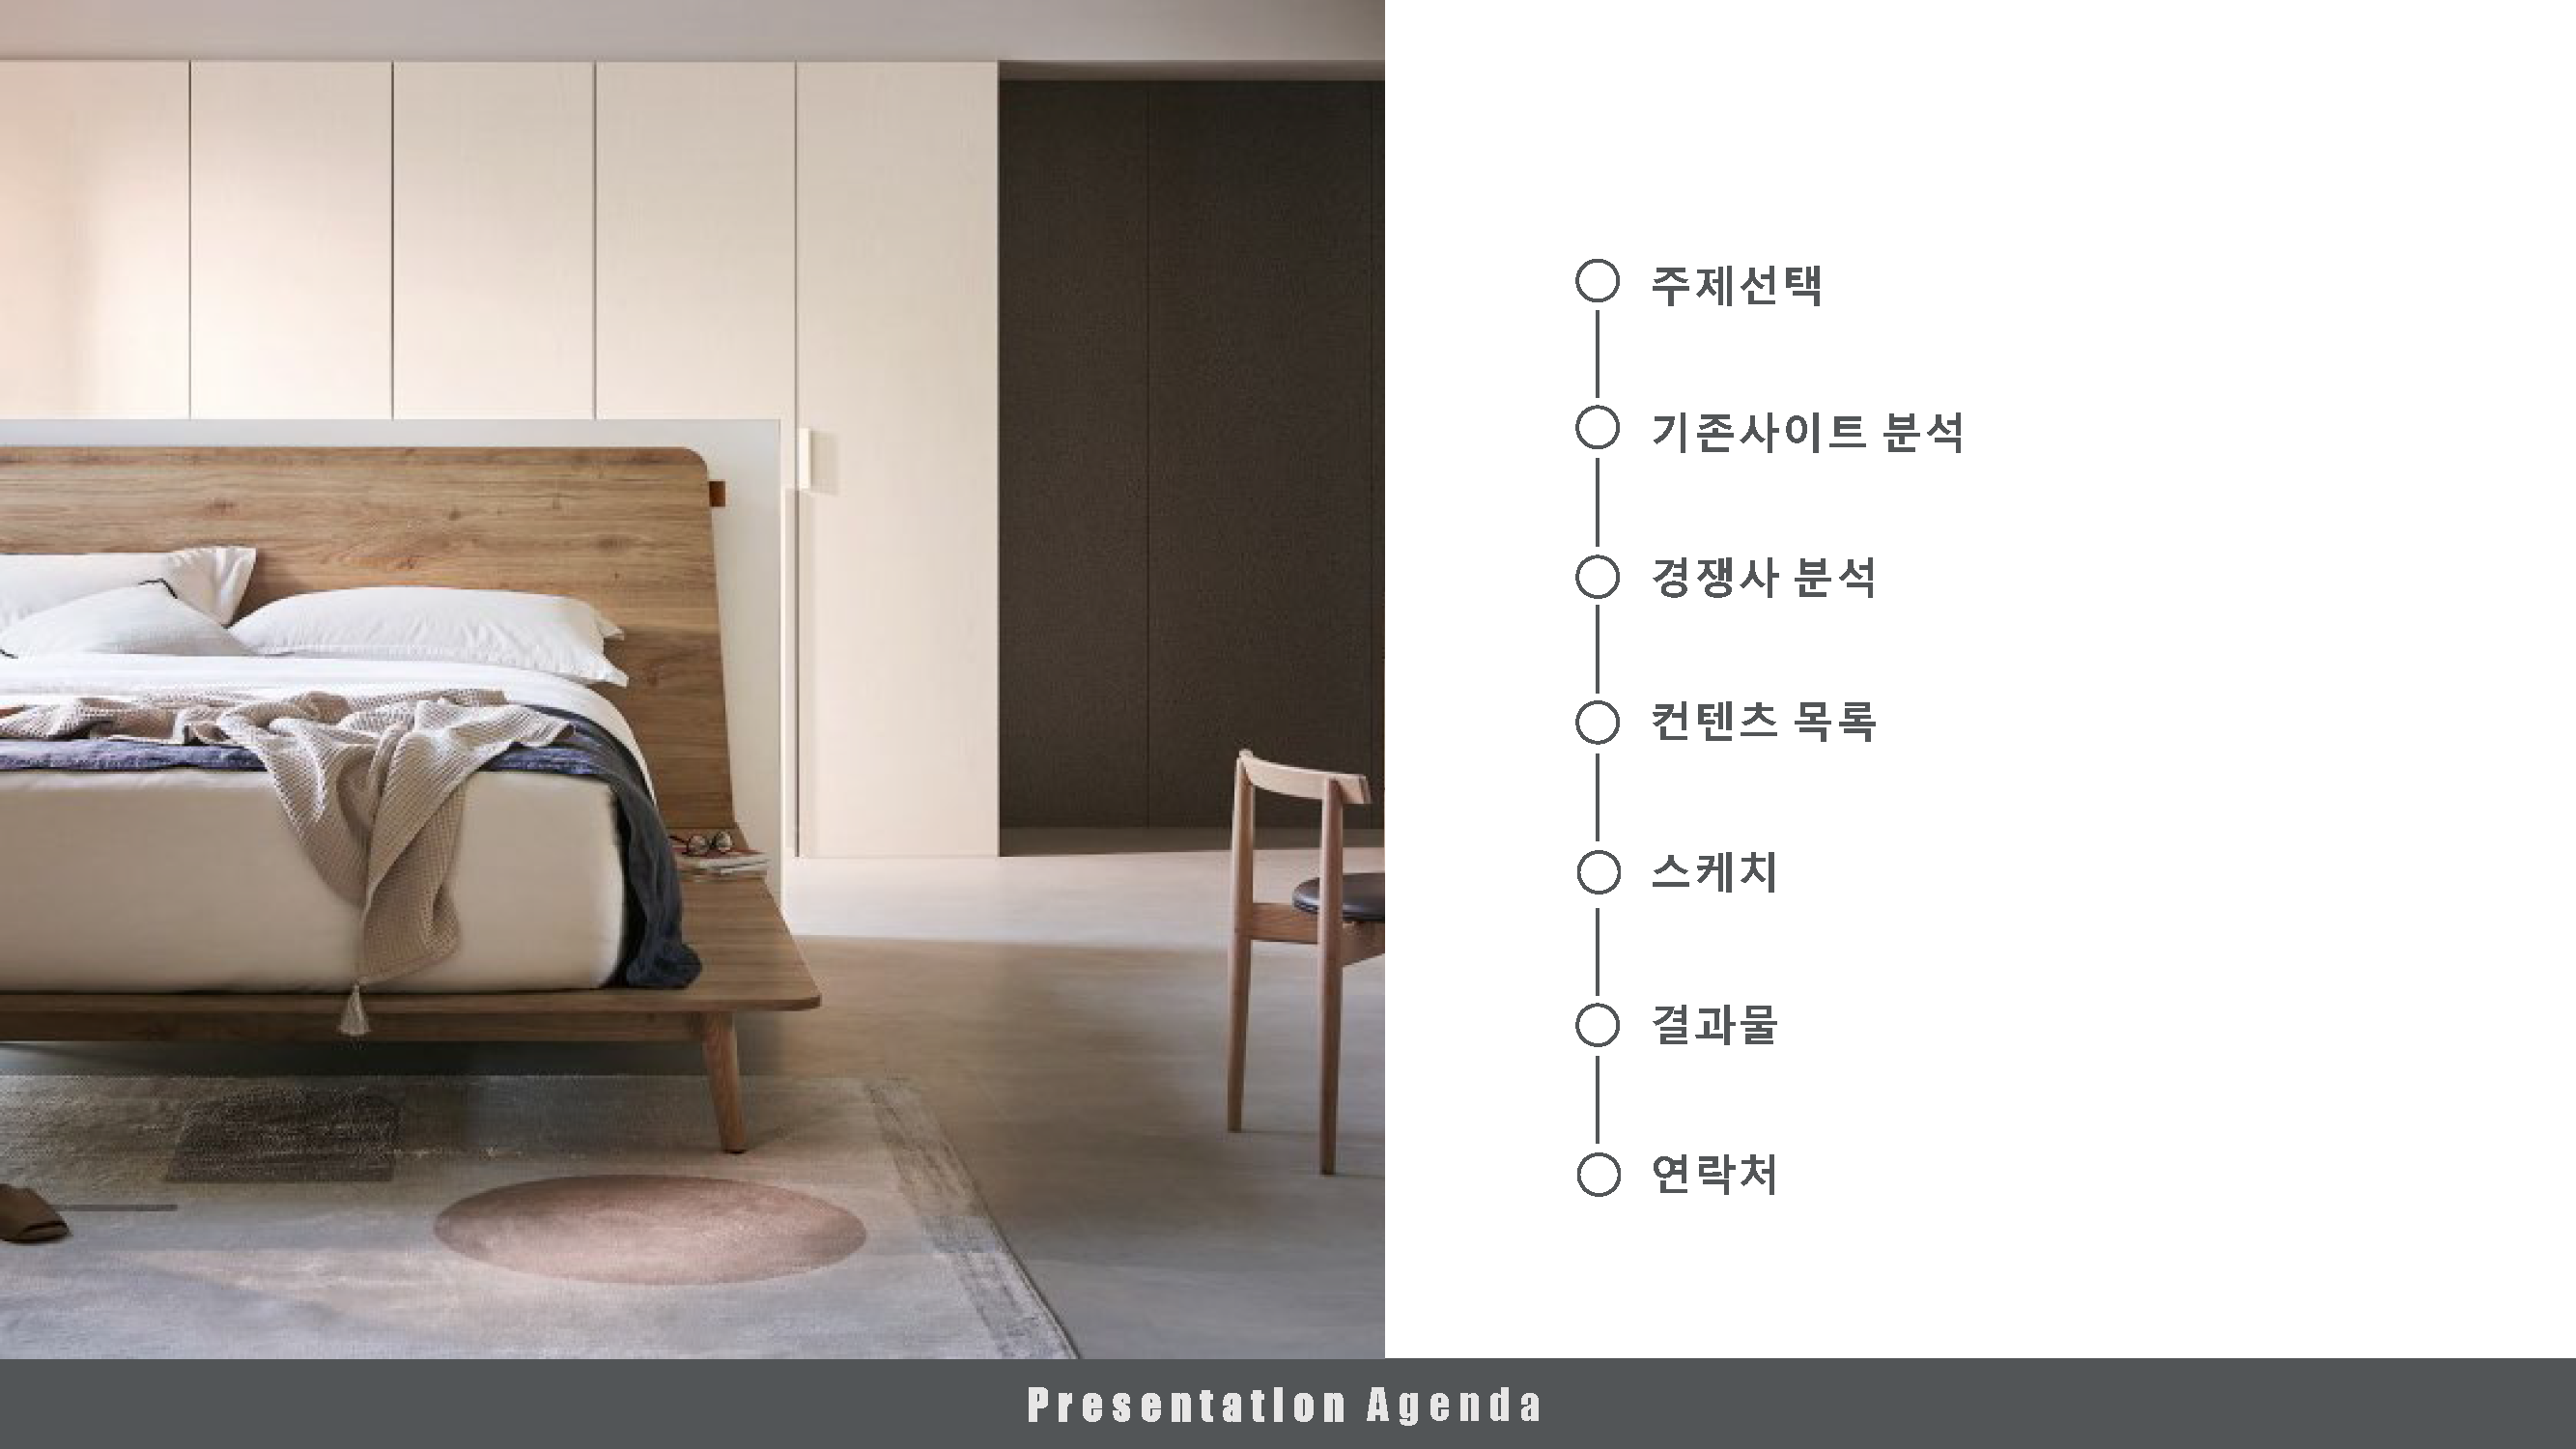 주제선택
기존사이트 분석
경쟁사 분석
컨텐츠 목록
스케치
결과물
연락처
Presentation Agenda